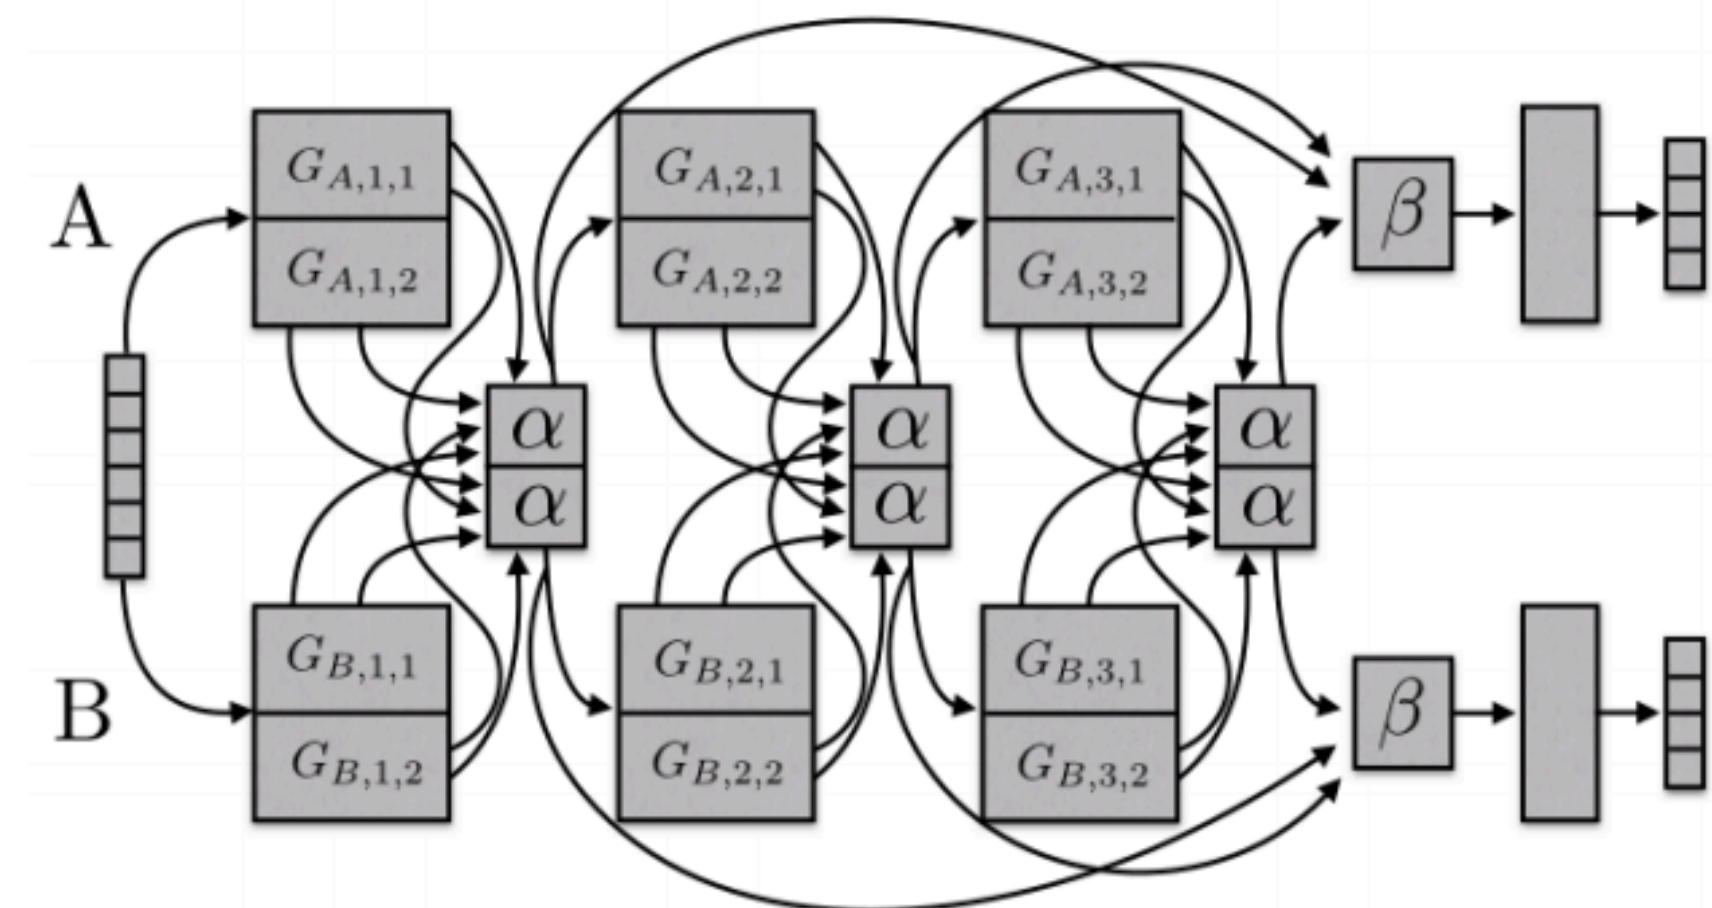 A
G_{A,1,1}
G_{A,1,2}
G_{A,2,1}
G_{A,2,2}
G_{A,3,1}
G_{A,3,2}
β
α
α
α
α
α
α
B
G_{B,1,1}
G_{B,1,2}
G_{B,2,1}
G_{B,2,2}
G_{B,3,1}
G_{B,3,2}
β